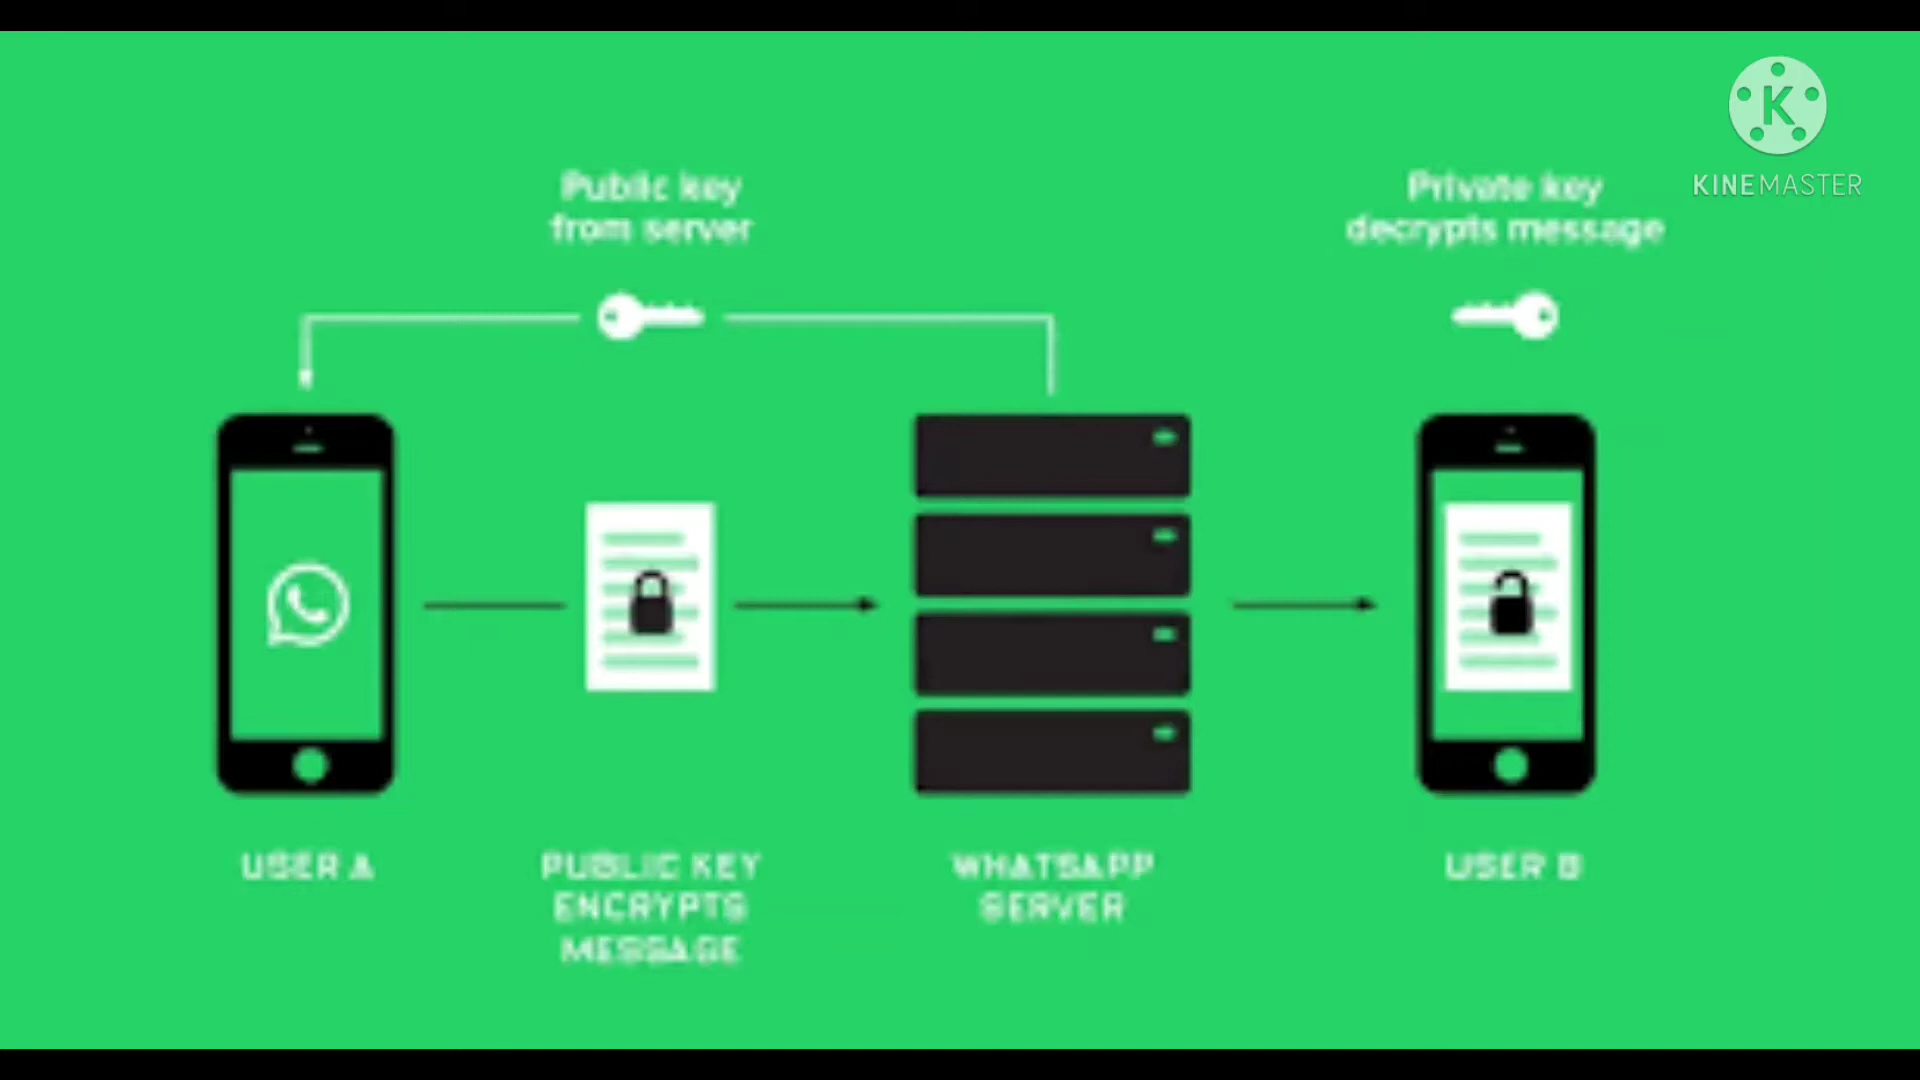 K
KINEMASTER
Public key
from server
Private key
decrypts message
USER A
PUBLIC KEY
ENCRYPTS
MESSAGE
WHATSAPP
SERVER
USER B